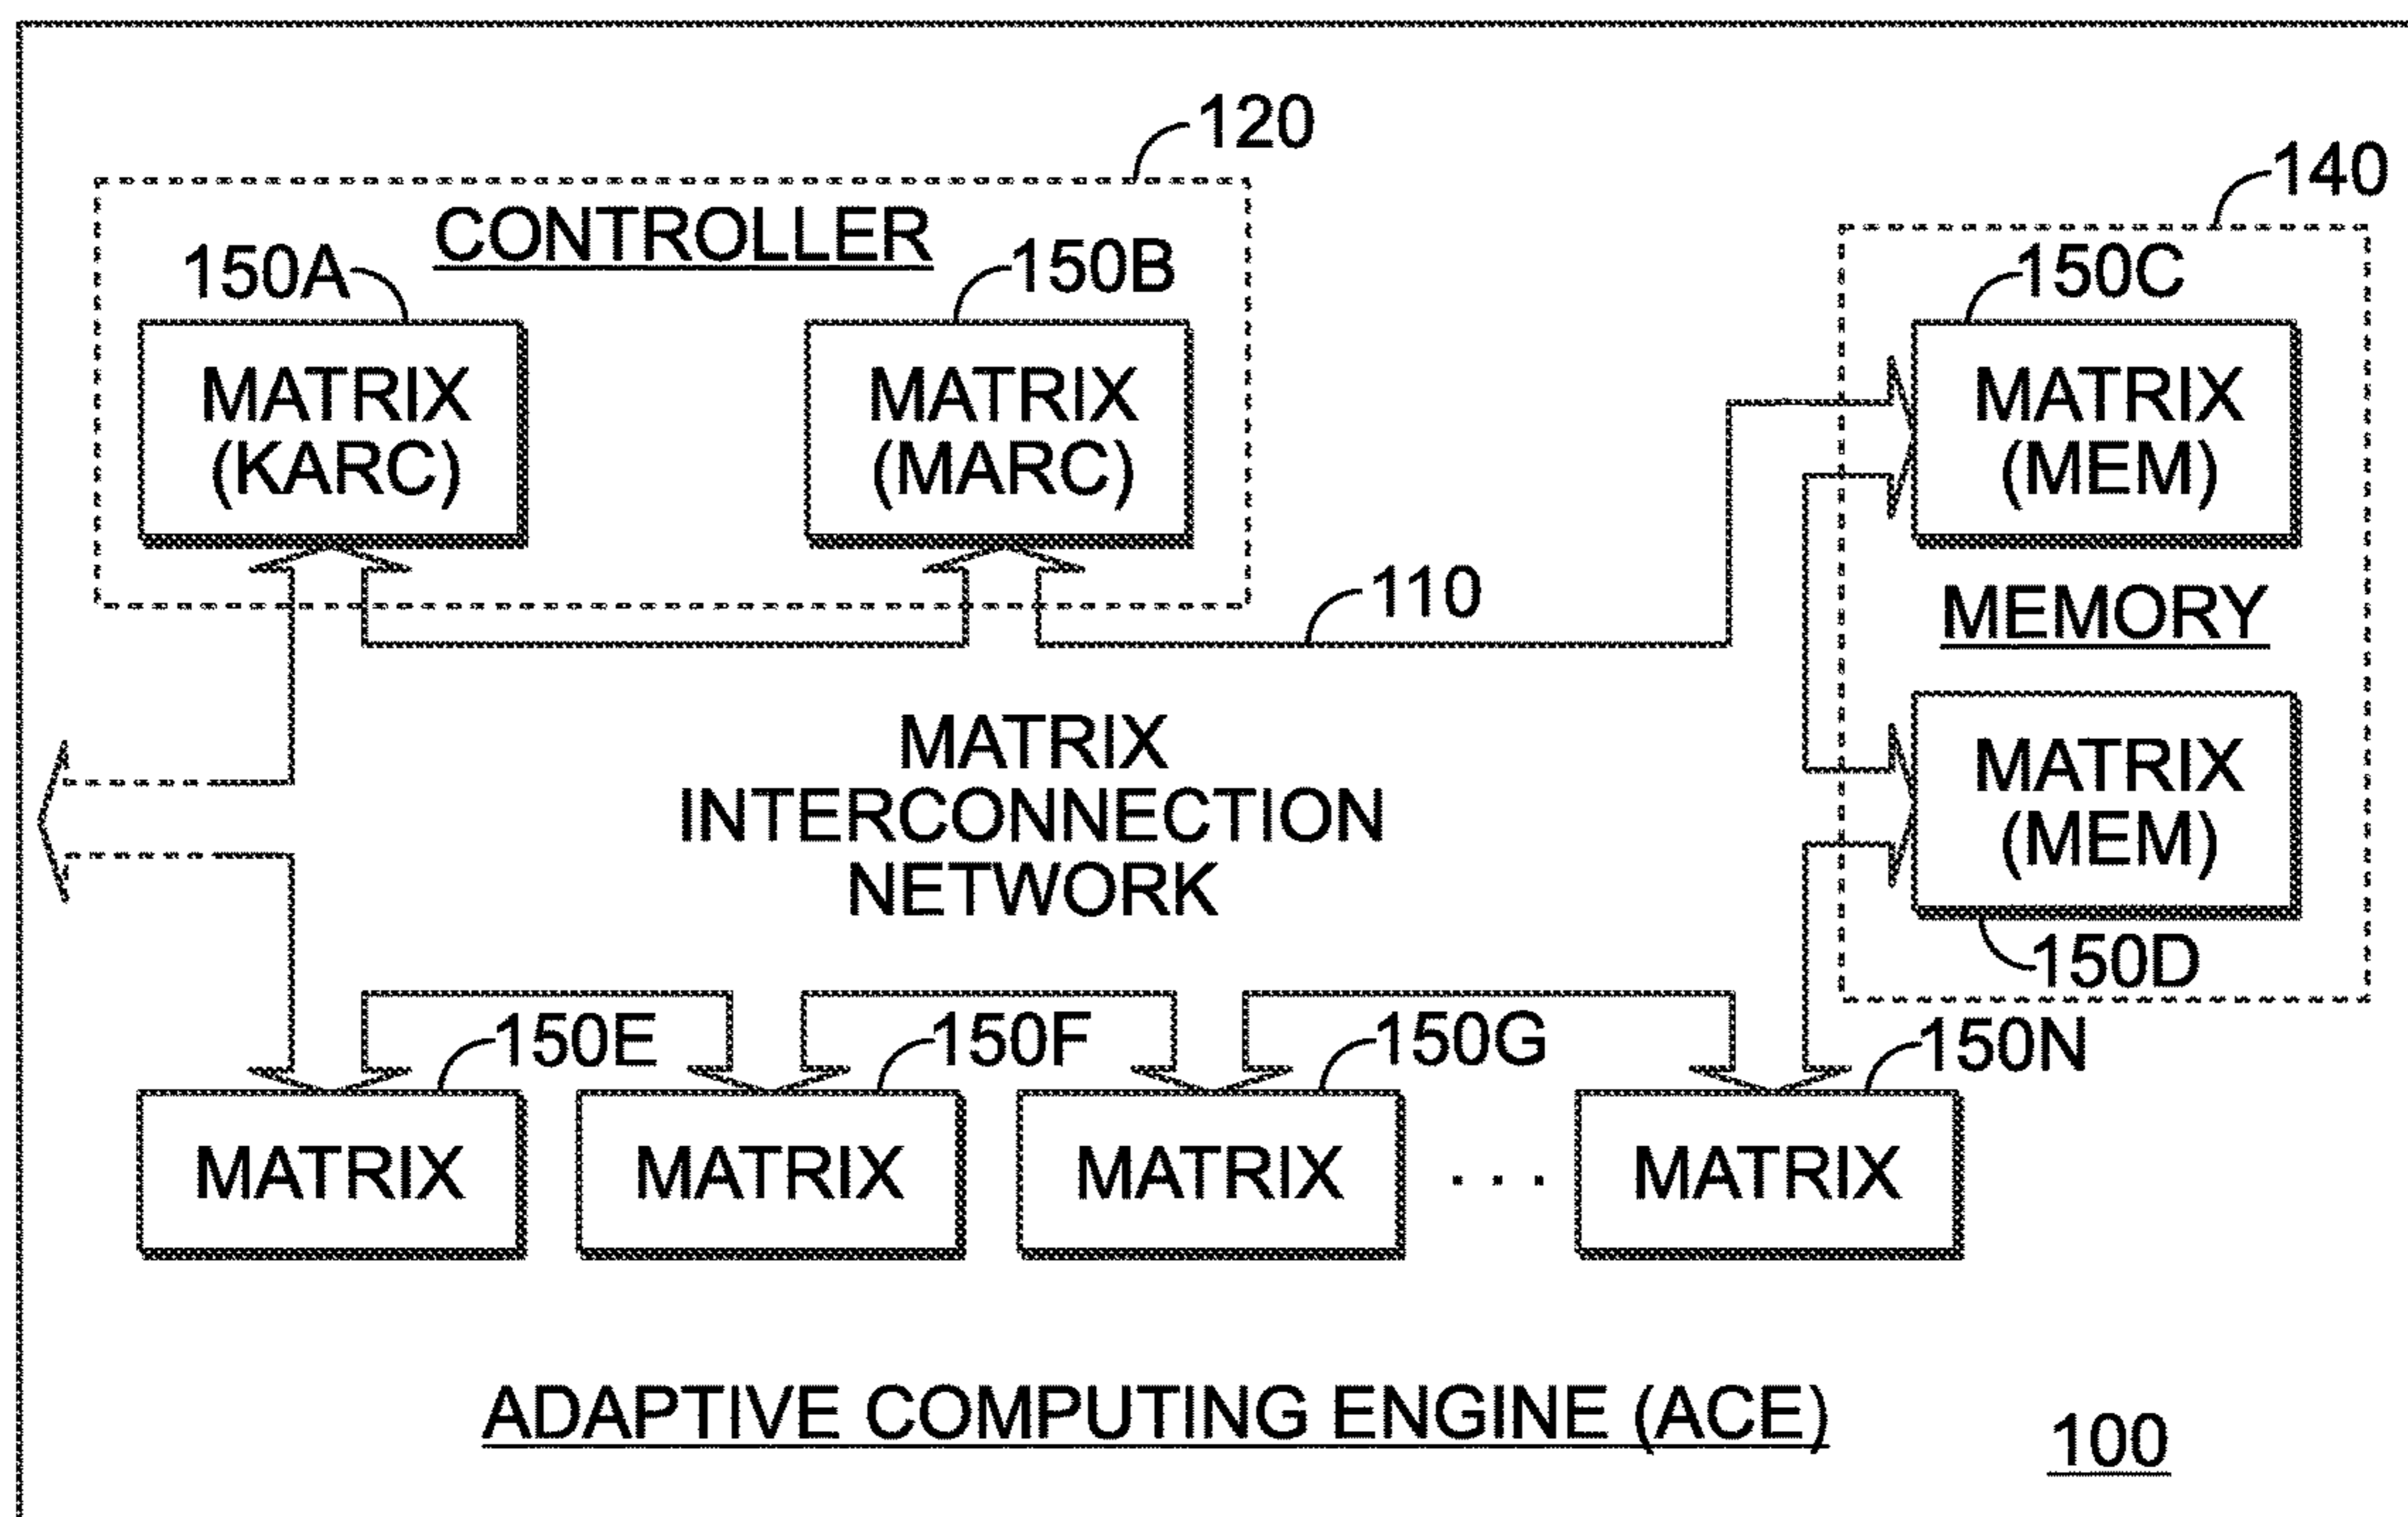 120
140
CONTROLLER
150A
150B
150C
MATRIX
(KARC)
MATRIX
(MARC)
MATRIX
(MEM)
110
MEMORY
MATRIX
INTERCONNECTION
NETWORK
MATRIX
(MEM)
150D
150E
150F
150G
150N
MATRIX
MATRIX
MATRIX
. . .
MATRIX
ADAPTIVE COMPUTING ENGINE (ACE)
100